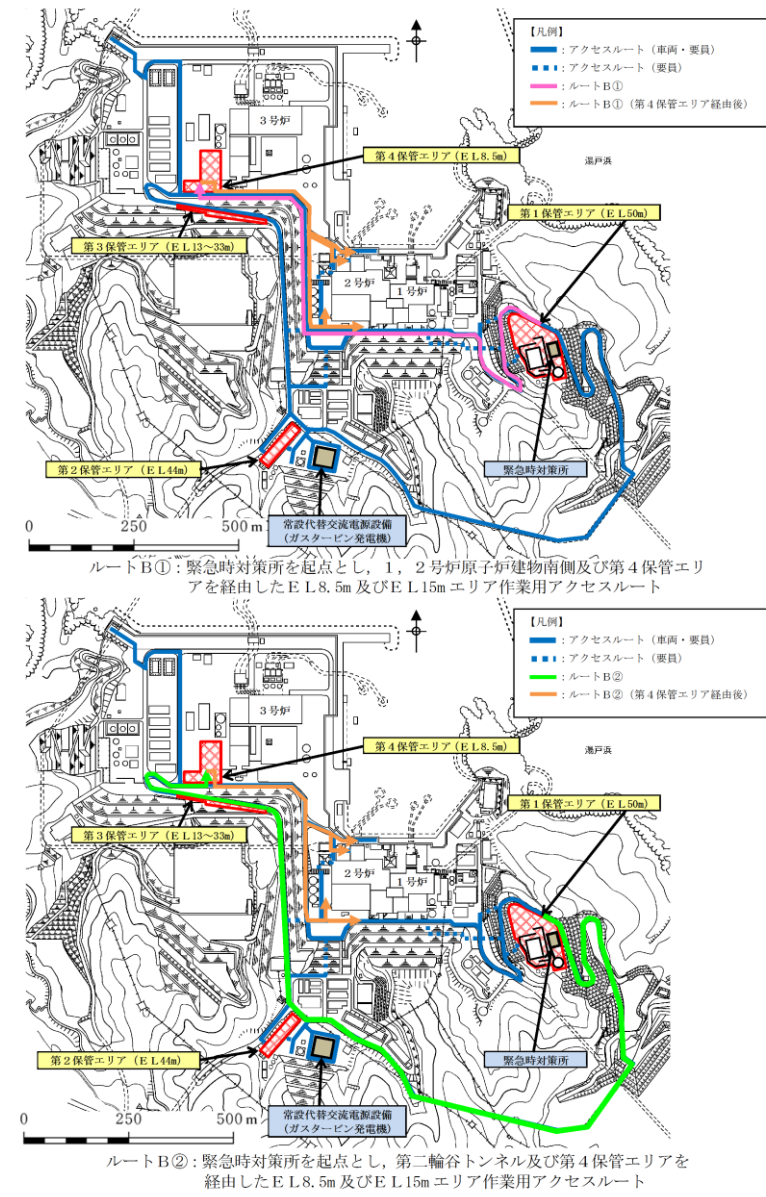 【凡例】
：アクセスルート（車両・要員）
：アクセスルート（要員）
：ルートＢ①
：ルートＢ①（第４保管エリア経由後）
３号炉
第４保管エリア（ＥＬ8.5m）
瀬戸浜
第１保管エリア（ＥＬ50m）
第３保管エリア（ＥＬ13～33m）
２号炉
１号炉
第２保管エリア（ＥＬ44m）
緊急時対策所
0
250
500 m
常設代替交流電源設備
（ガスタービン発電機）
ルートＢ①：緊急時対策所を起点とし，１，２号炉原子炉建物南側及び第４保管エリ
アを経由したＥＬ8.5m 及びＥＬ15m エリア作業用アクセスルート
【凡例】
：アクセスルート（車両・要員）
：アクセスルート（要員）
：ルートＢ②
：ルートＢ②（第４保管エリア経由後）
３号炉
第４保管エリア（ＥＬ8.5m）
瀬戸浜
第１保管エリア（ＥＬ50m）
第３保管エリア（ＥＬ13～33m）
２号炉
１号炉
第２保管エリア（ＥＬ44m）
緊急時対策所
0
250
500 m
常設代替交流電源設備
（ガスタービン発電機）
ルートＢ②：緊急時対策所を起点とし，第二輪谷トンネル及び第４保管エリアを
経由したＥＬ8.5m 及びＥＬ15m エリア作業用アクセスルート